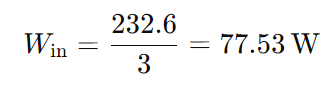 W_in = 232.6 / 3 = 77.53 W